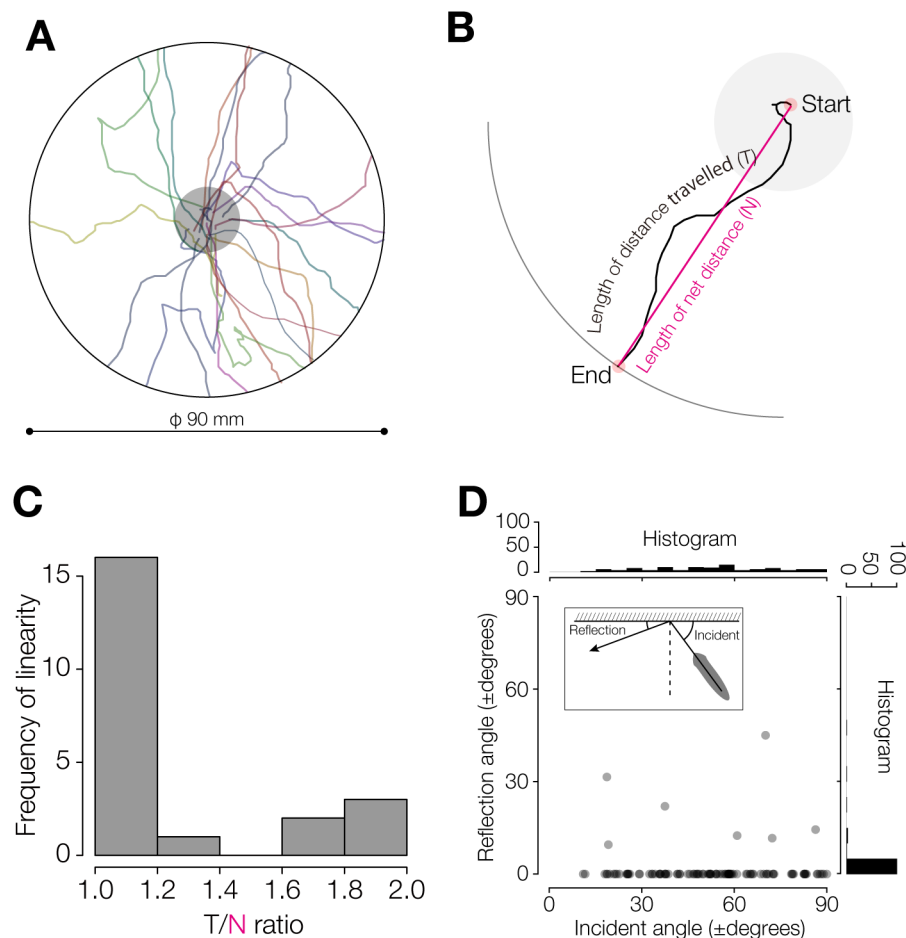 A
ϕ 90 mm
B
Start
Length of distance travelled (T)
Length of net distance (N)
End
C
Frequency of linearity
15
10
5
0
1.0 1.2 1.4 1.6 1.8 2.0
T/N ratio
D
100
50
0
Histogram
0
50
100
Histogram
Reflection angle (±degrees)
90
60
30
0
Reflection
Incident
0 30 60 90
Incident angle (±degrees)